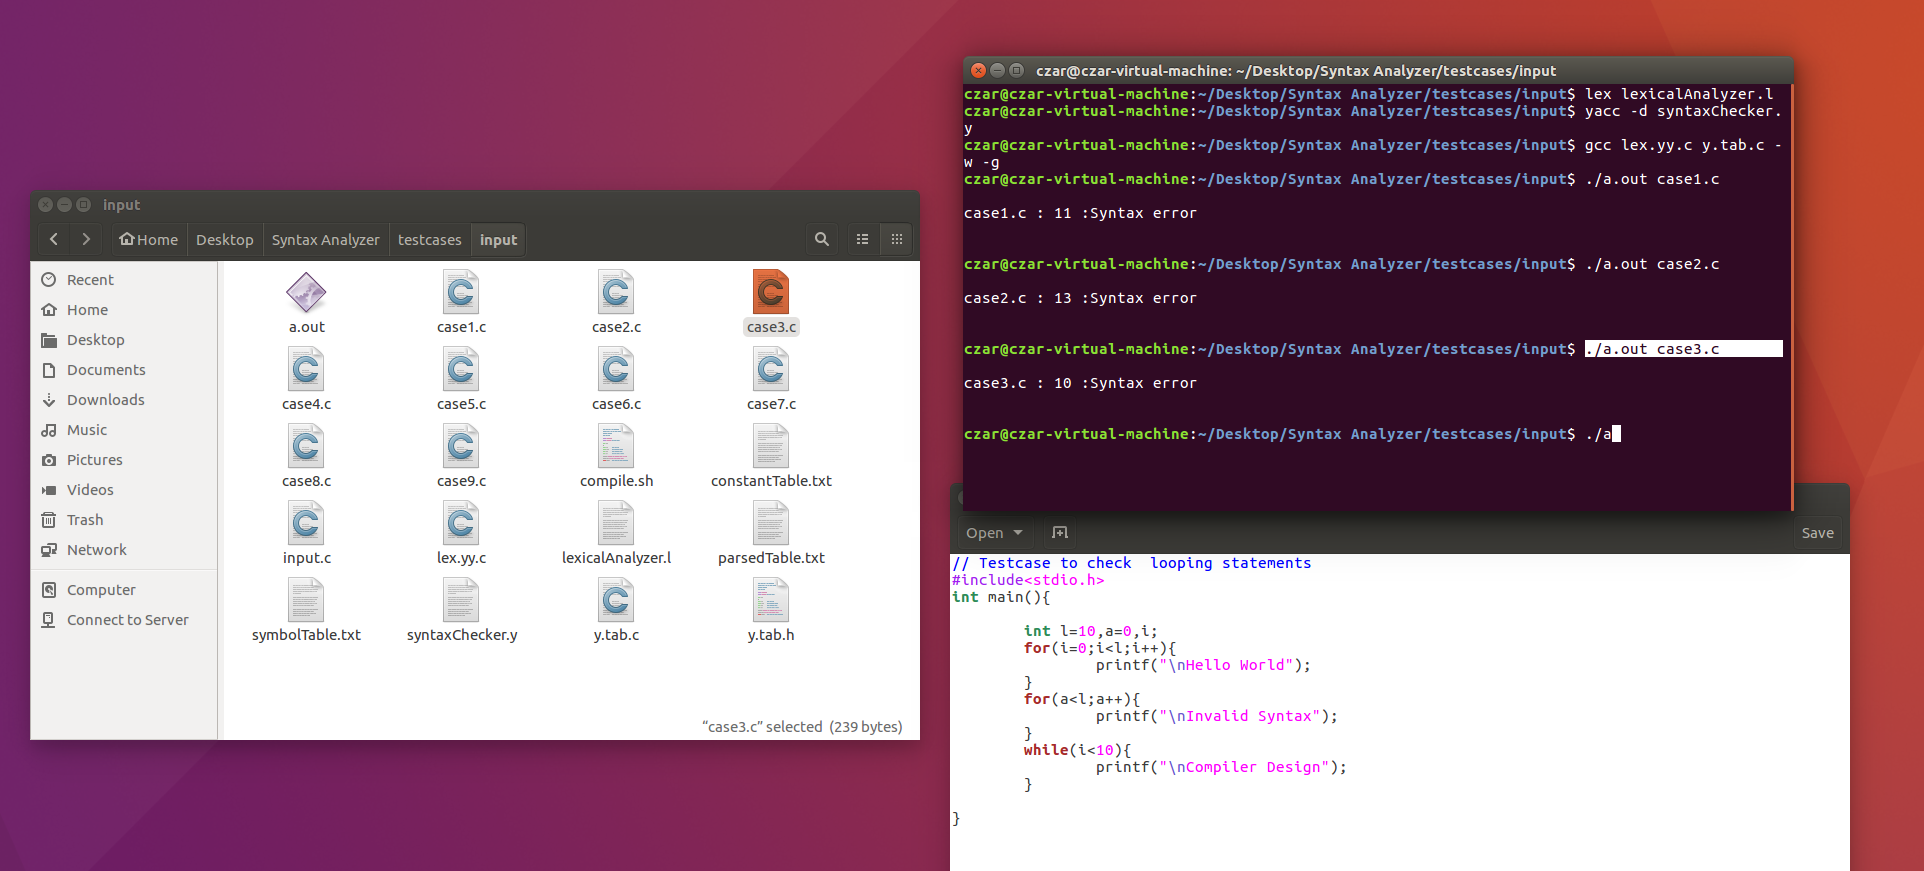 input
Home Desktop Syntax Analyzer testcases input
Recent
Home
Desktop
Documents
Downloads
Music
Pictures
Videos
Trash
Network
Computer
Connect to Server
a.out case1.c case2.c case3.c
case4.c case5.c case6.c case7.c
case8.c case9.c compile.sh constantTable.txt
input.c lex.yy.c lexicalAnalyzer.l parsedTable.txt
symbolTable.txt syntaxChecker.y y.tab.c y.tab.h
“case3.c” selected (239 bytes)
czar@czar-virtual-machine: ~/Desktop/Syntax Analyzer/testcases/input
czar@czar-virtual-machine:~/Desktop/Syntax Analyzer/testcases/input$ lex lexicalAnalyzer.l
czar@czar-virtual-machine:~/Desktop/Syntax Analyzer/testcases/input$ yacc -d syntaxChecker.
y
czar@czar-virtual-machine:~/Desktop/Syntax Analyzer/testcases/input$ gcc lex.yy.c y.tab.c -
w -g
czar@czar-virtual-machine:~/Desktop/Syntax Analyzer/testcases/input$ ./a.out case1.c
case1.c : 11 :Syntax error
czar@czar-virtual-machine:~/Desktop/Syntax Analyzer/testcases/input$ ./a.out case2.c
case2.c : 13 :Syntax error
czar@czar-virtual-machine:~/Desktop/Syntax Analyzer/testcases/input$ ./a.out case3.c
case3.c : 10 :Syntax error
czar@czar-virtual-machine:~/Desktop/Syntax Analyzer/testcases/input$ ./a
Open Save
// Testcase to check  looping statements
#include<stdio.h>
int main(){
int l=10,a=0,i;
for(i=0;i<l;i++){
printf("\nHello World");
}
for(a<l;a++){
printf("\nInvalid Syntax");
}
while(i<10){
printf("\nCompiler Design");
}
}